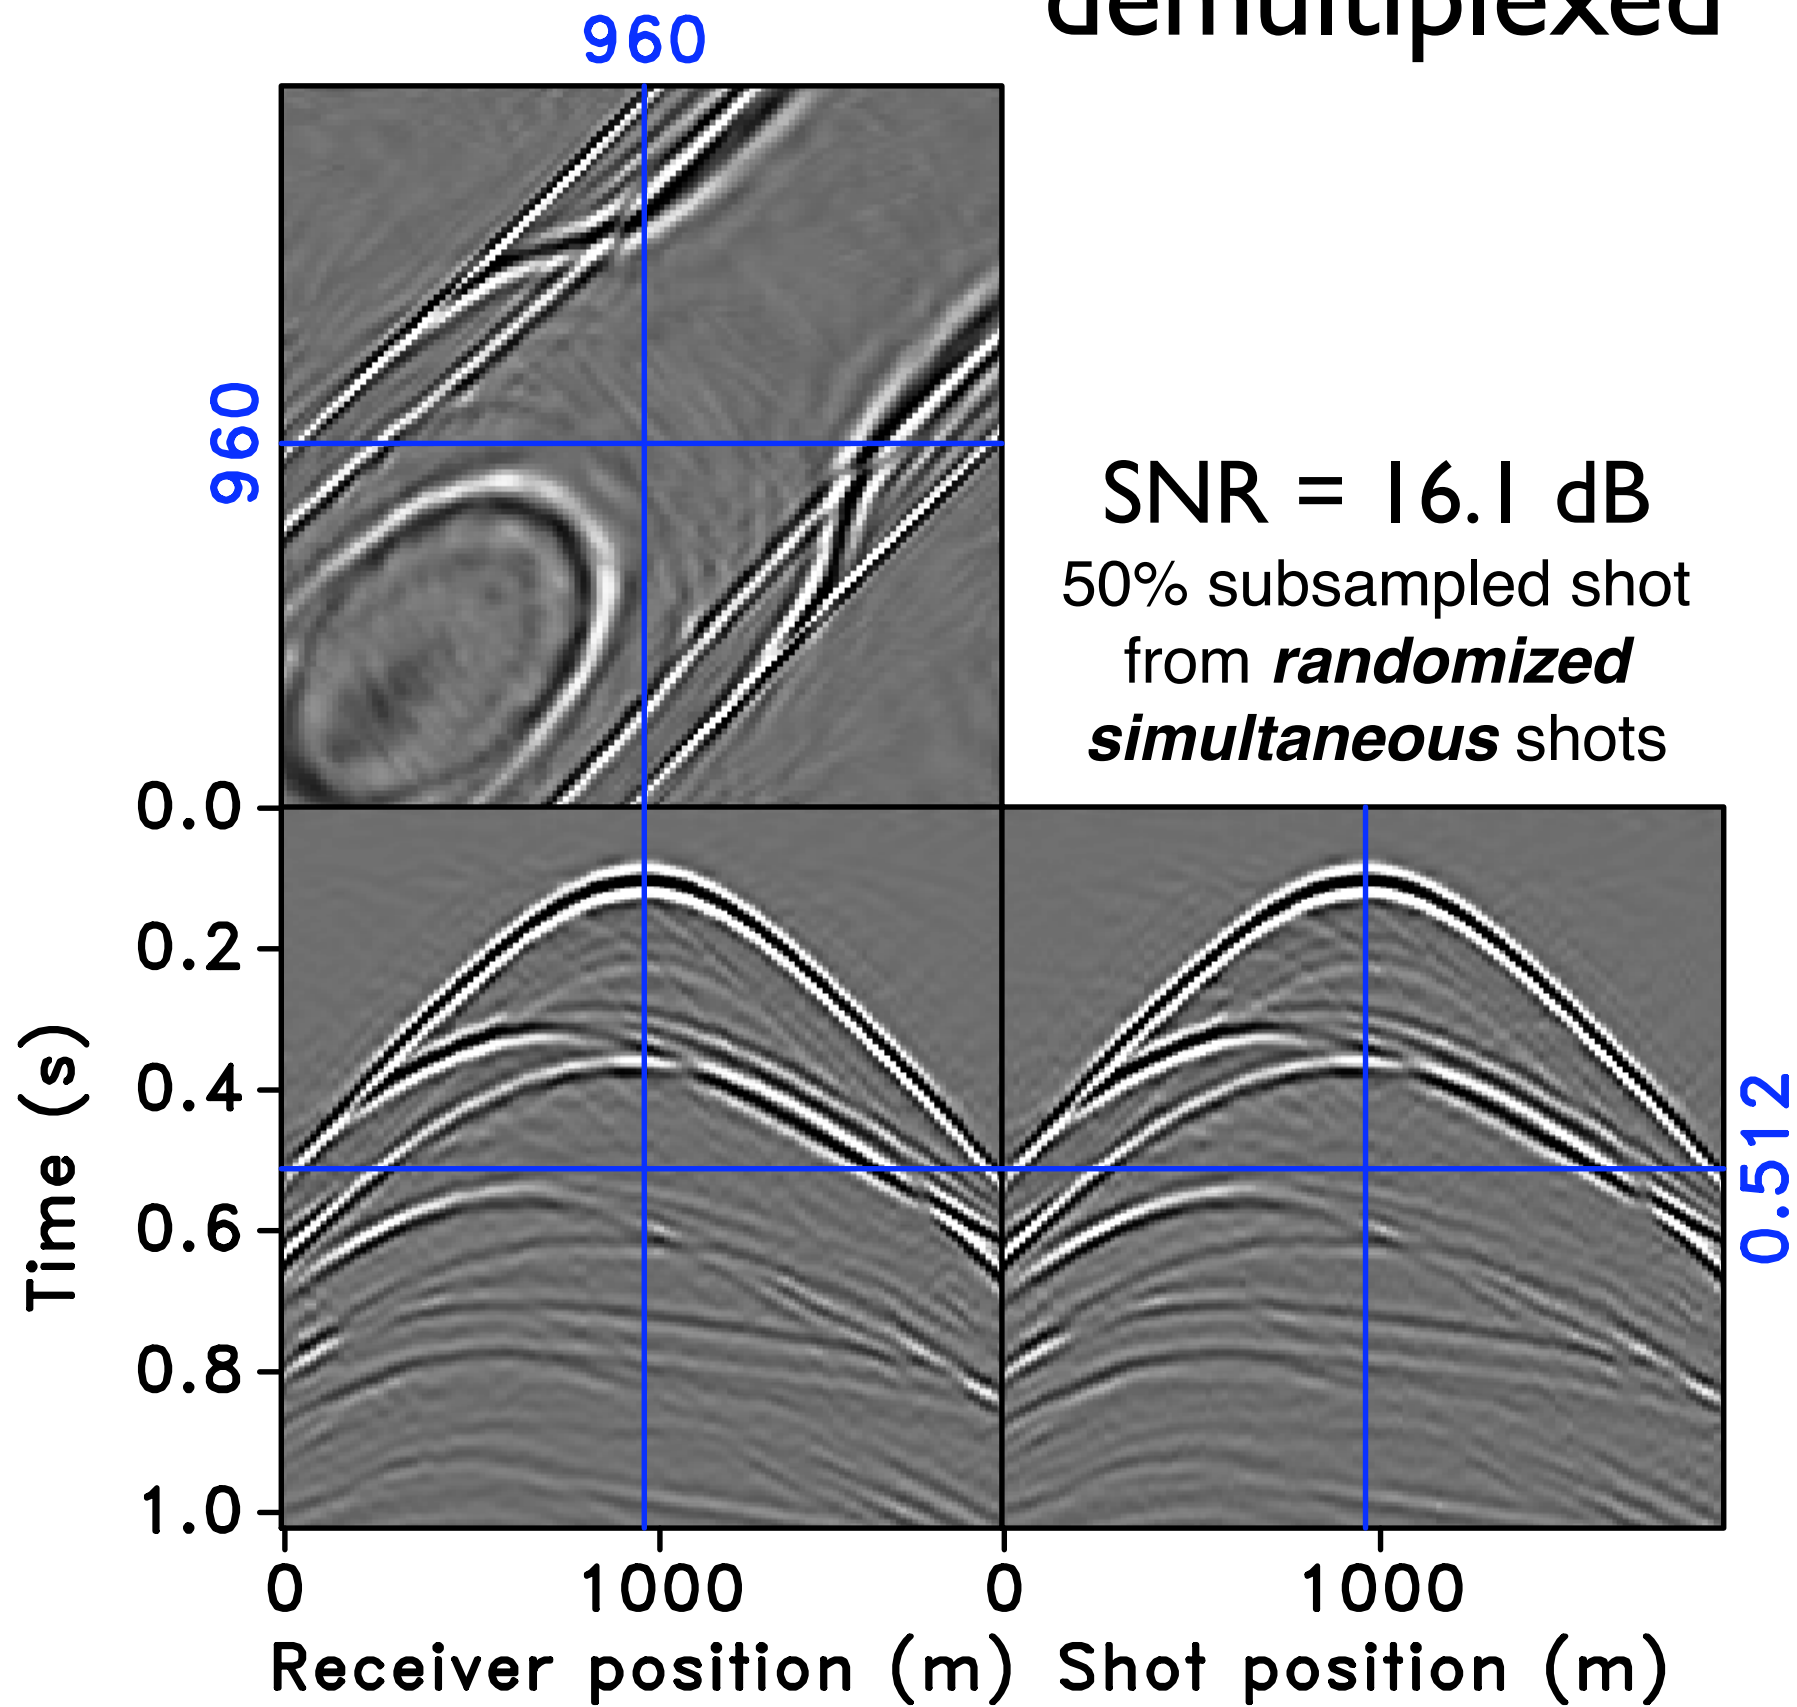 demultiplexed
960
960
SNR = 16.1 dB
50% subsampled shot
from randomized
simultaneous shots
0.0
0.2
0.4
0.6
0.8
1.0
Time (s)
0.512
0 1000 0 1000
Receiver position (m) Shot position (m)